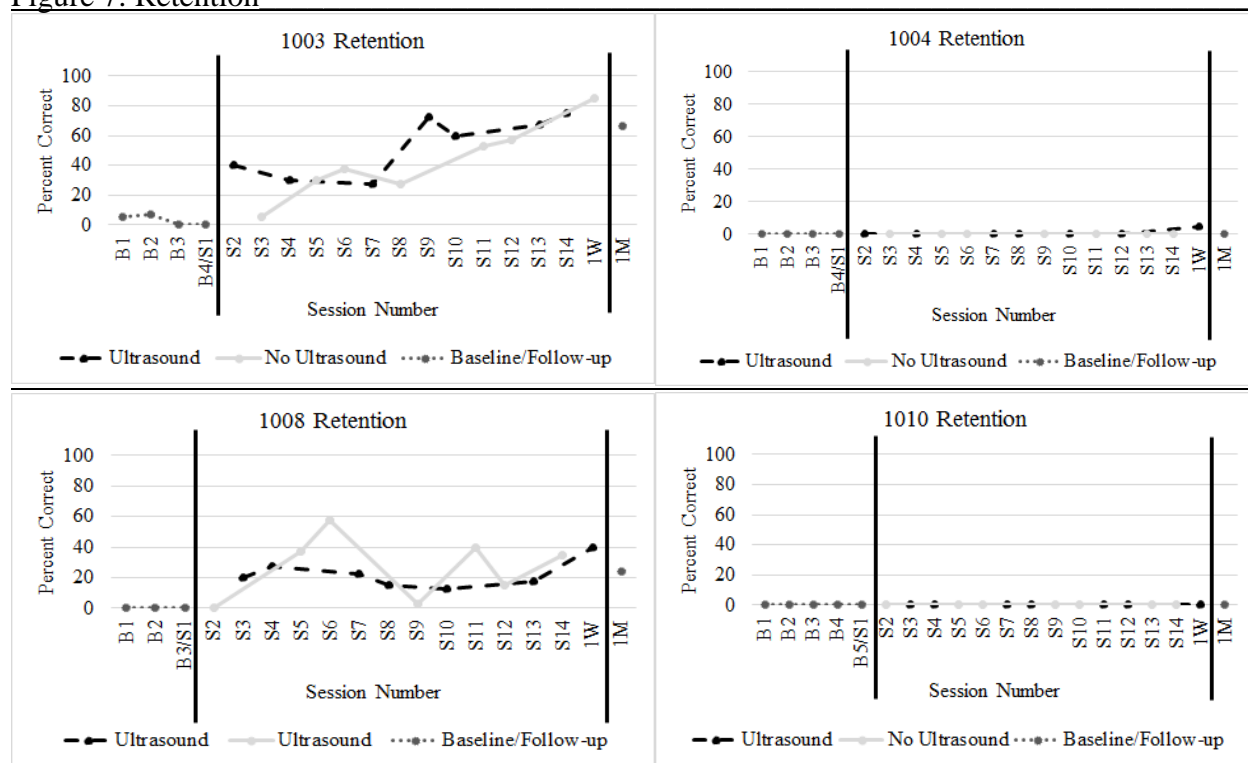 Figure 7. Retention
1003 Retention
100
80
60
40
20
0
Percent Correct
B1 B2 B3 B4/S1 S2 S3 S4 S5 S6 S7 S8 S9 S10 S11 S12 S13 S14 1W 1M
Session Number
Ultrasound No Ultrasound Baseline/Follow-up
1004 Retention
100
80
60
40
20
0
Percent Correct
B1 B2 B3 B4/S1 S2 S3 S4 S5 S6 S7 S8 S9 S10 S11 S12 S13 S14 1W 1M
Session Number
Ultrasound No Ultrasound Baseline/Follow-up
1008 Retention
100
80
60
40
20
0
Percent Correct
B1 B2 B3/S1 S2 S3 S4 S5 S6 S7 S8 S9 S10 S11 S12 S13 S14 1W 1M
Session Number
Ultrasound Ultrasound Baseline/Follow-up
1010 Retention
100
80
60
40
20
0
Percent Correct
B1 B2 B3 B4 B5/S1 S2 S3 S4 S5 S6 S7 S8 S9 S10 S11 S12 S13 S14 1W 1M
Session Number
Ultrasound No Ultrasound Baseline/Follow-up